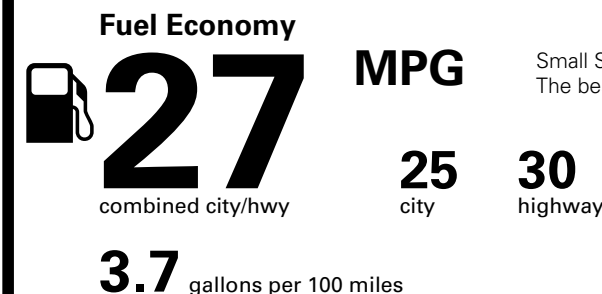 Fuel Economy
27 MPG
Small S
The be
combined city/hwy
25 city
30 highway
3.7 gallons per 100 miles